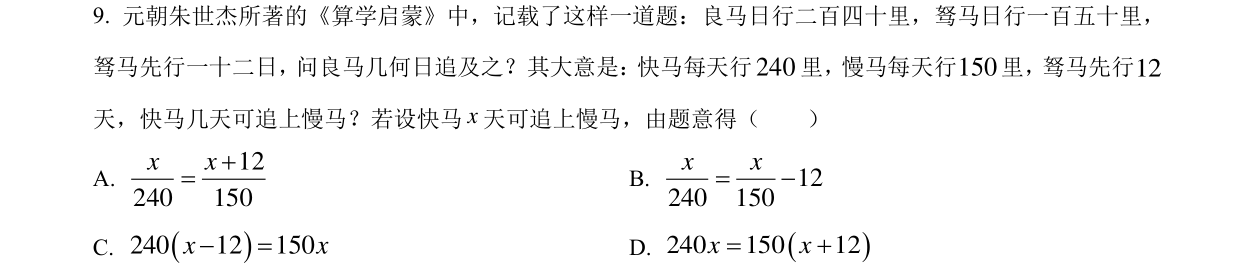 9. 元朝朱世杰所著的《算学启蒙》中，记载了这样一道题：良马日行二百四十里，驽马日行一百五十里，
驽马先行一十二日，问良马几何日追及之？其大意是：快马每天行 240 里，慢马每天行150 里，驽马先行12
天，快马几天可追上慢马？若设快马 x 天可追上慢马，由题意得（　　）
A. x/240 = (x+12)/150    B. x/240 = x/150 −12
C. 240(x−12)=150x    D. 240x=150(x+12)